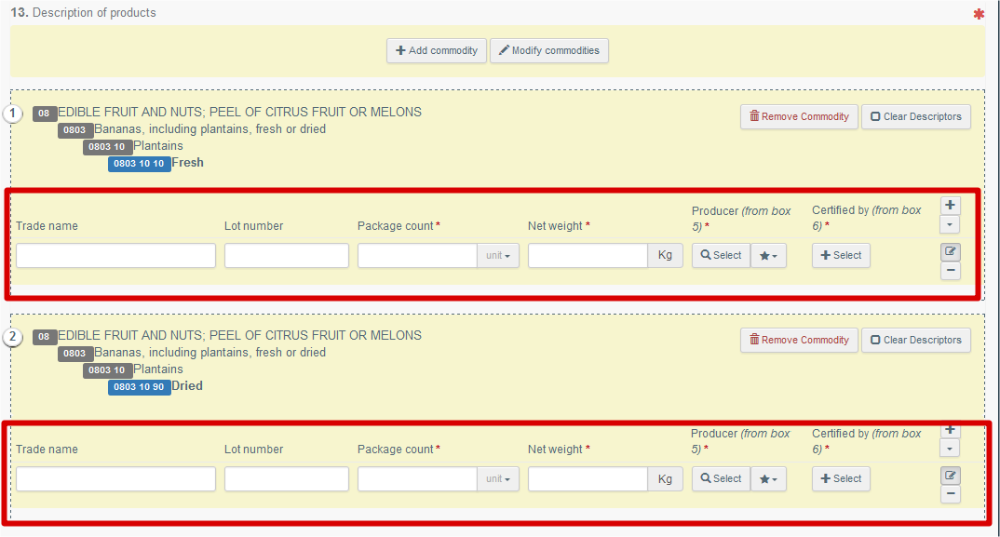 13. Description of products *
Add commodity Modify commodities
1 08 EDIBLE FRUIT AND NUTS; PEEL OF CITRUS FRUIT OR MELONS Remove Commodity Clear Descriptors
0803 Bananas, including plantains, fresh or dried
0803 10 Plantains
0803 10 10 Fresh
Trade name Lot number Package count * Net weight * Producer (from box 5) * Certified by (from box 6) *
unit Kg Select Select
2 08 EDIBLE FRUIT AND NUTS; PEEL OF CITRUS FRUIT OR MELONS Remove Commodity Clear Descriptors
0803 Bananas, including plantains, fresh or dried
0803 10 Plantains
0803 10 90 Dried
Trade name Lot number Package count * Net weight * Producer (from box 5) * Certified by (from box 6) *
unit Kg Select Select